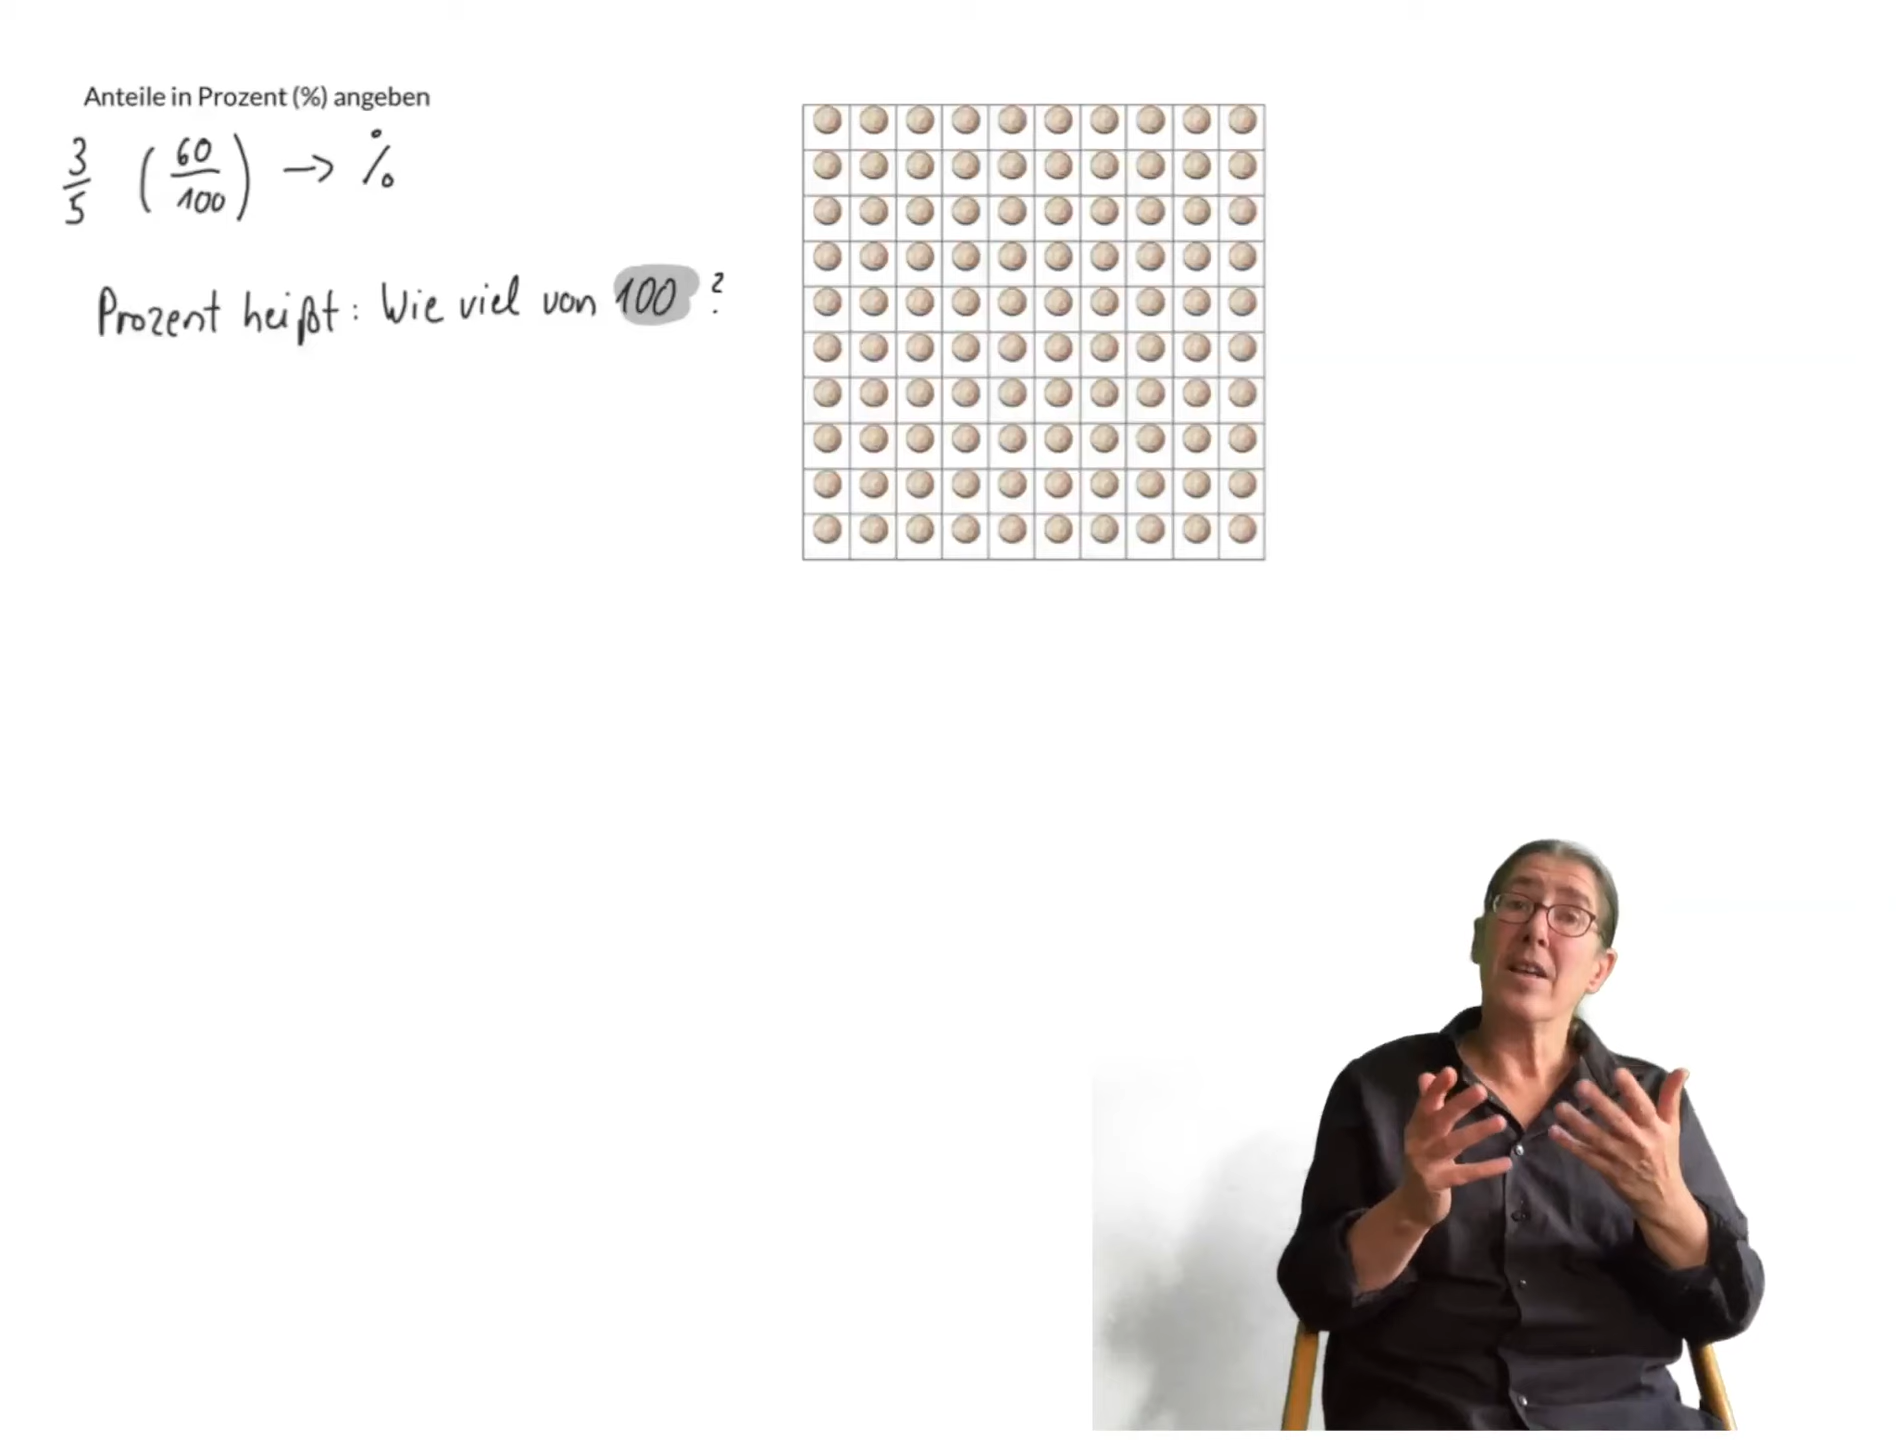 Anteile in Prozent (%) angeben
3/5 (60/100) → %
Prozent heißt: Wie viel von 100?